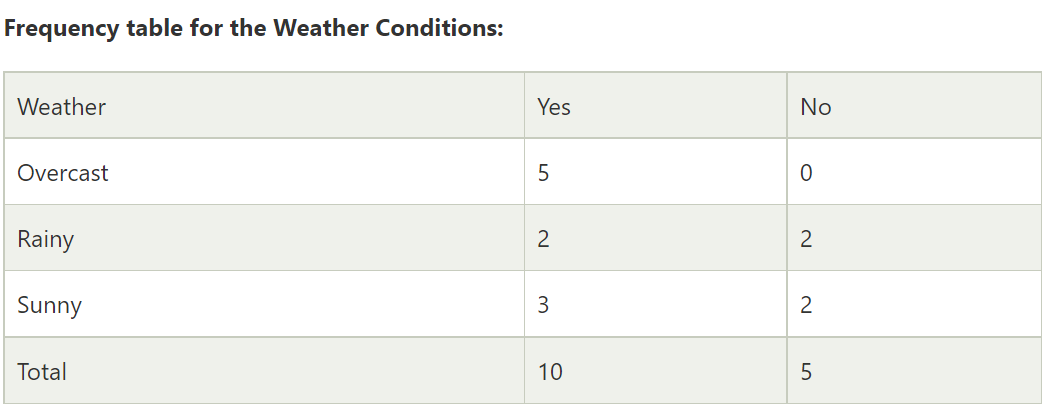 Frequency table for the Weather Conditions:
Weather Yes No
Overcast 5 0
Rainy 2 2
Sunny 3 2
Total 10 5